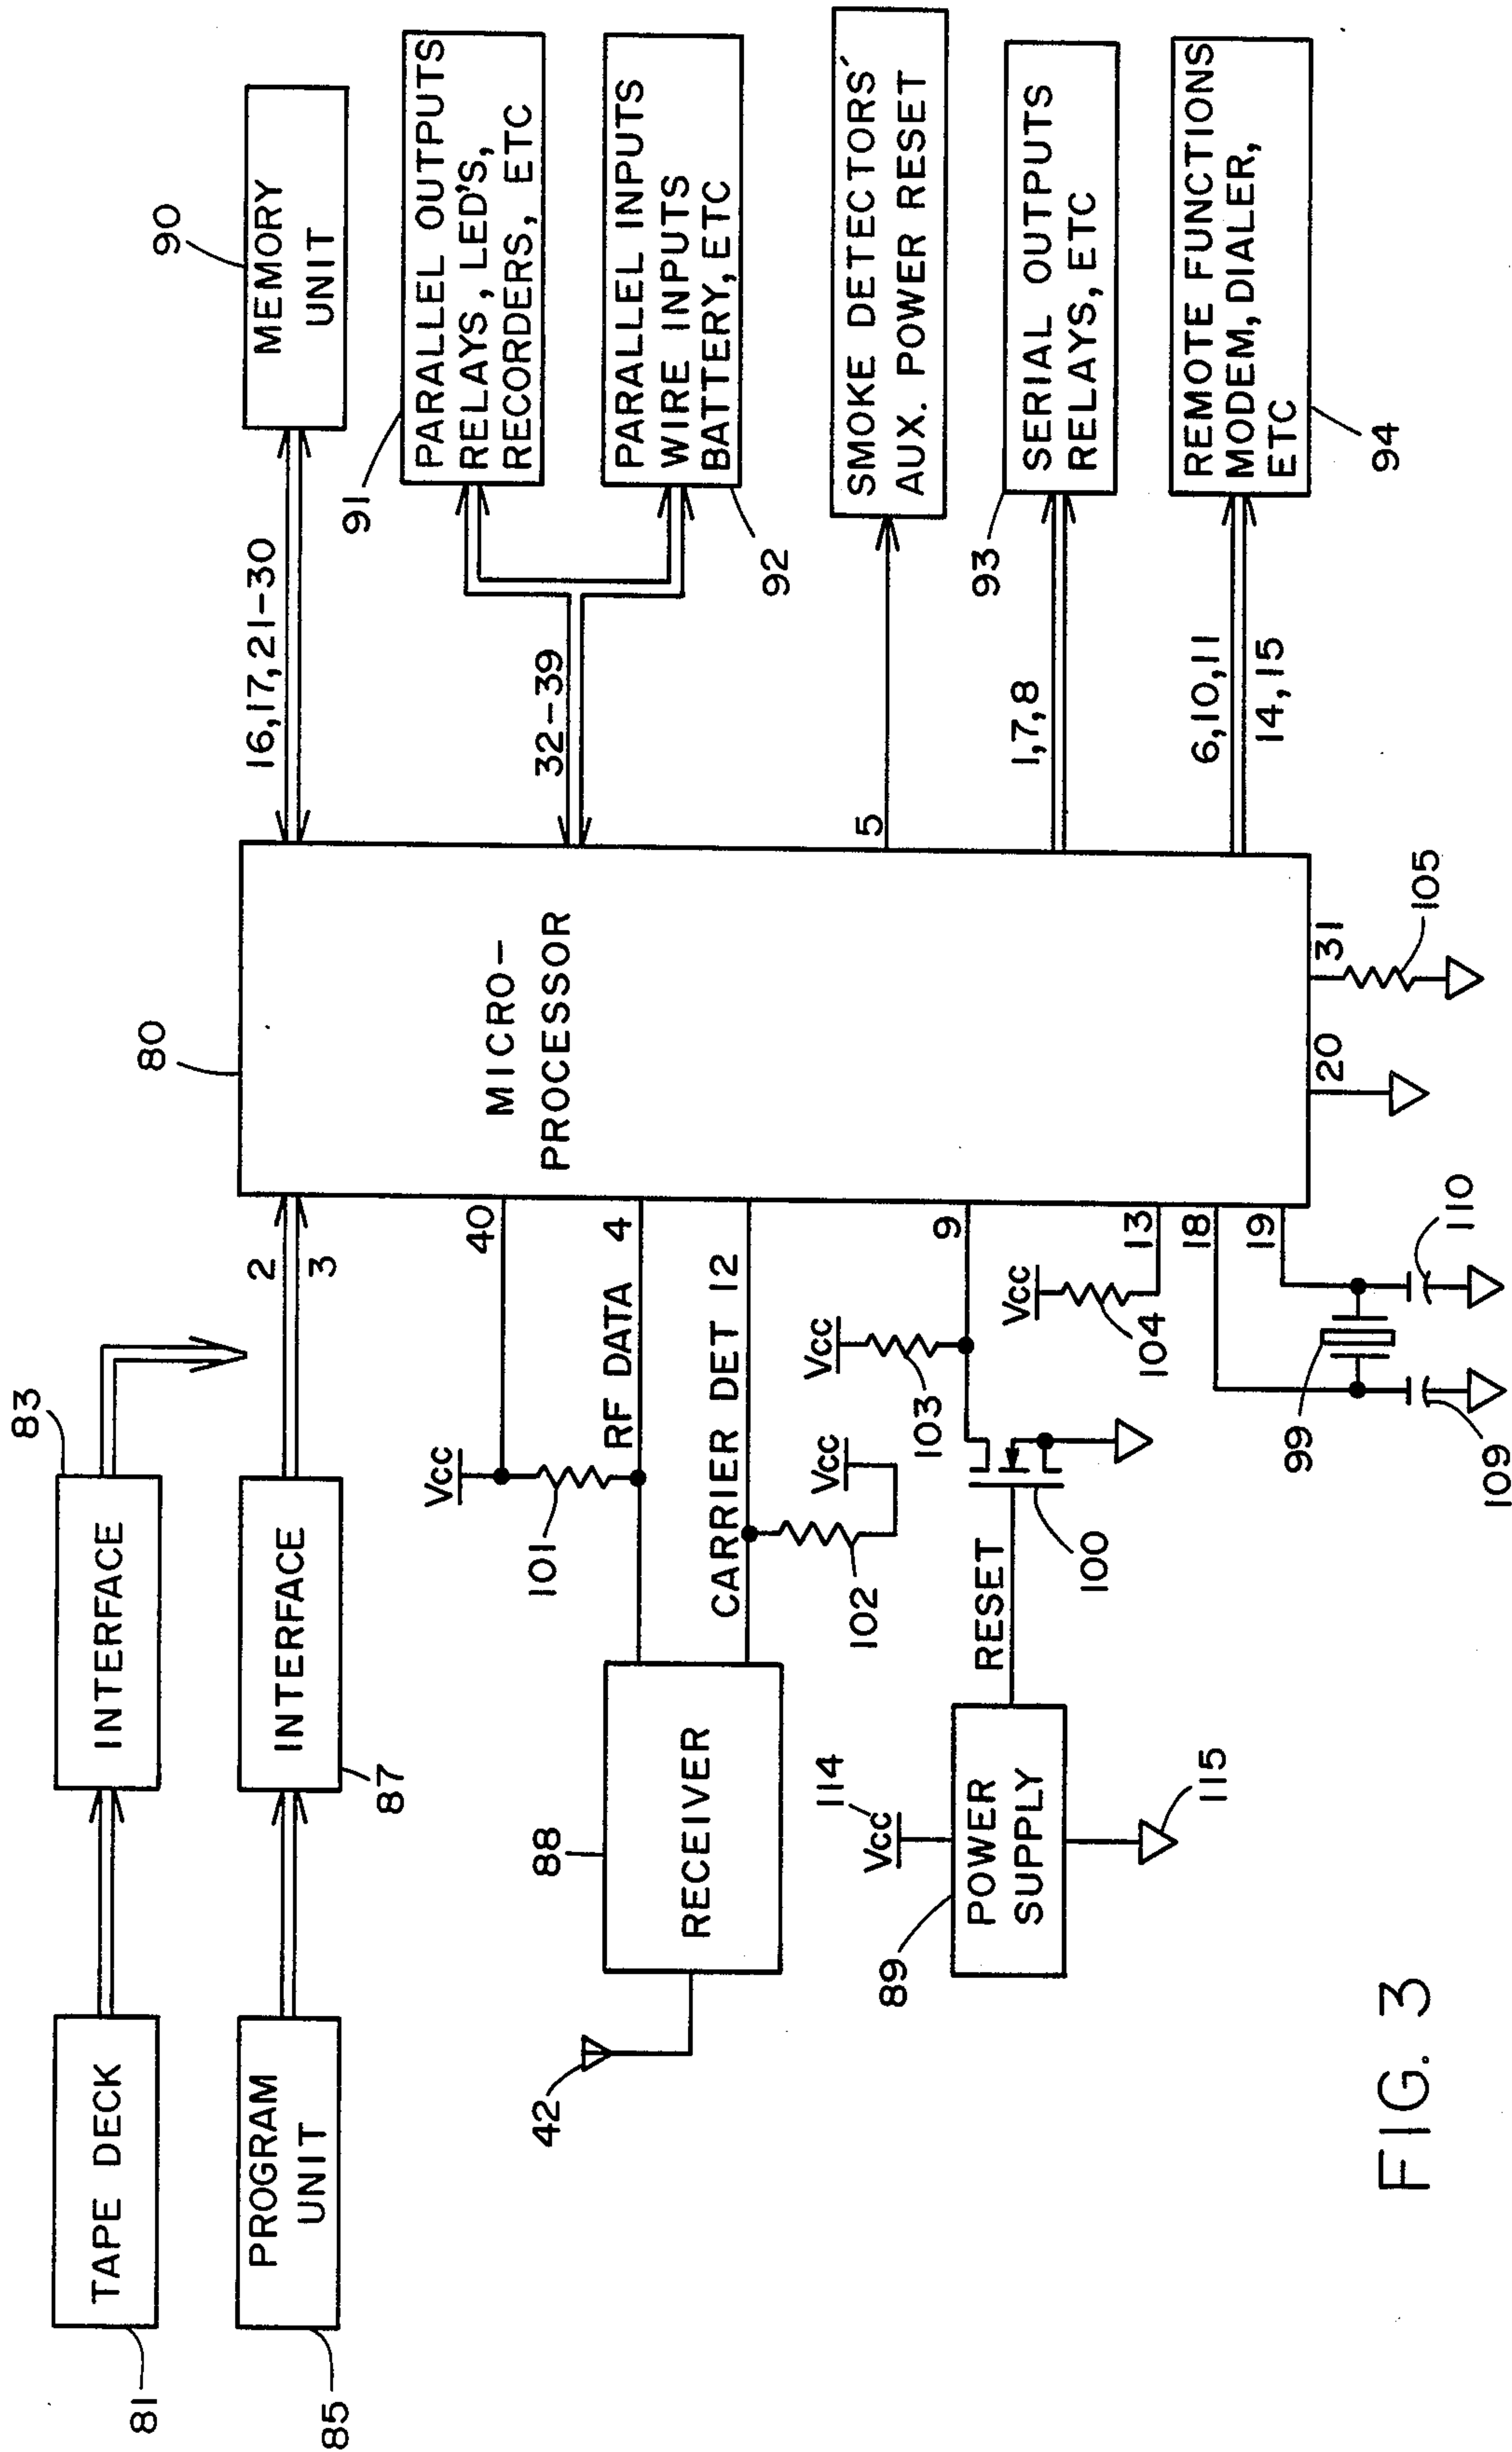 81
TAPE DECK
83
INTERFACE
85
PROGRAM
UNIT
87
INTERFACE
2
3
80
MICRO-
PROCESSOR
90
MEMORY
UNIT
16,17,21-30
91
PARALLEL OUTPUTS
RELAYS, LED'S,
RECORDERS, ETC
32-39
92
PARALLEL INPUTS
WIRE INPUTS
BATTERY, ETC
5
SMOKE DETECTORS'
AUX. POWER RESET
93
1,7,8
SERIAL OUTPUTS
RELAYS, ETC
94
6,10,11
14,15
REMOTE FUNCTIONS
MODEM, DIALER,
ETC
42
88
RECEIVER
Vcc
40
101
RF DATA 4
CARRIER DET 12
102
Vcc
89
Vcc
114
POWER
SUPPLY
115
RESET
100
Vcc
103
9
Vcc
104
13
18
19
99
109
110
20
31
105
FIG. 3